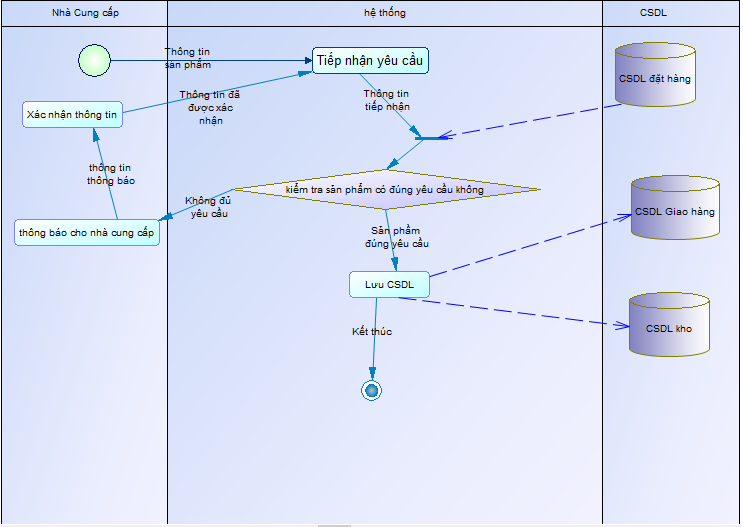 Nhà Cung cấp
hệ thống
CSDL
Thông tin
sản phẩm
Tiếp nhận yêu cầu
CSDL đặt hàng
Thông tin đã
được xác
nhận
Thông tin
tiếp nhận
Xác nhận thông tin
thông tin
thông báo
kiểm tra sản phẩm có đúng yêu cầu không
Không đủ
yêu cầu
CSDL Giao hàng
thông báo cho nhà cung cấp
Sản phẩm
đúng yêu cầu
Lưu CSDL
Kết thúc
CSDL kho